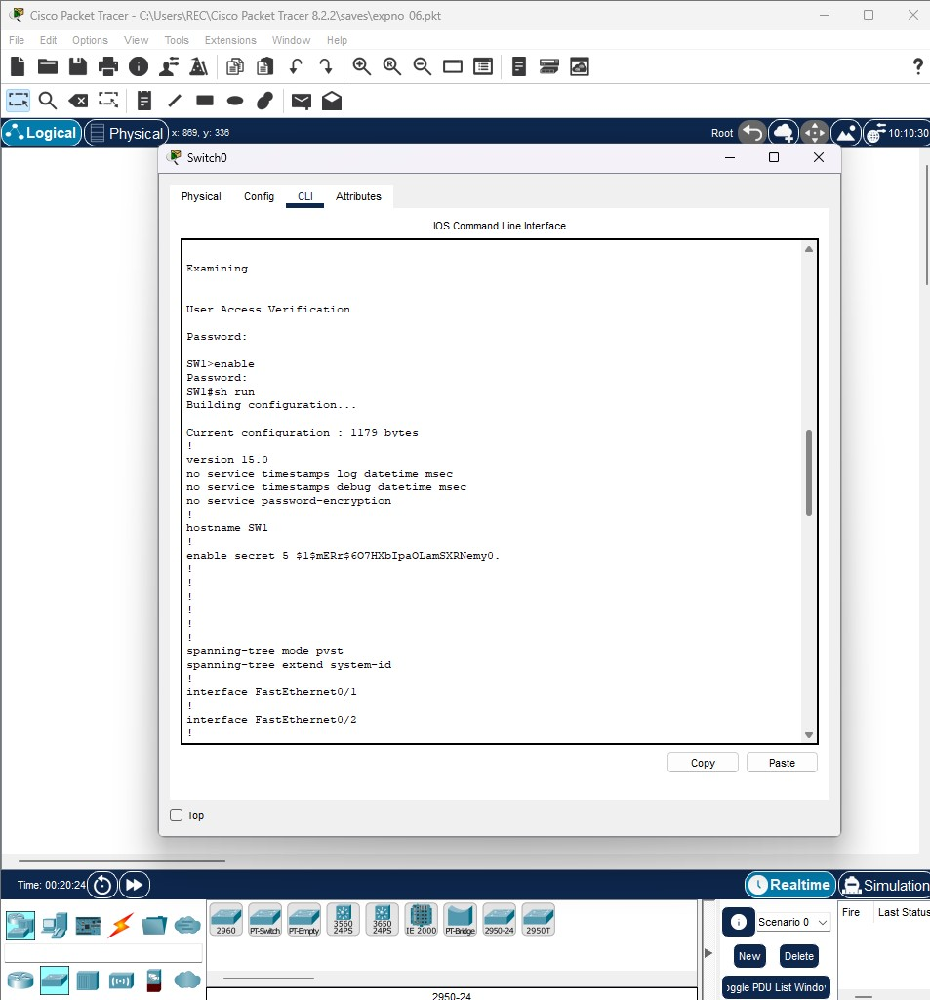 Cisco Packet Tracer - C:\Users\REC\Cisco Packet Tracer 8.2.2\saves\expno_06.pkt
File Edit Options View Tools Extensions Window Help
?
Logical Physical x: 869, y: 336 Root 10:10:30
Switch0
Physical Config CLI Attributes
IOS Command Line Interface
Examining
User Access Verification
Password:
SW1>enable
Password:
SW1#sh run
Building configuration...
Current configuration : 1179 bytes
!
version 15.0
no service timestamps log datetime msec
no service timestamps debug datetime msec
no service password-encryption
!
hostname SW1
!
enable secret 5 $1$mERr$6O7HXbIpaOLamSXRNemy0.
!
!
!
!
!
!
spanning-tree mode pvst
spanning-tree extend system-id
!
interface FastEthernet0/1
!
interface FastEthernet0/2
!
Copy Paste
Top
Time: 00:20:24 Realtime Simulation
2960 PT-Switch PT-Empty 3560 24PS 3650 24PS IE 2000 PT-Bridge 2950-24 2950T
Scenario 0
Fire Last Status
New Delete
oggle PDU List Windo
2950-24